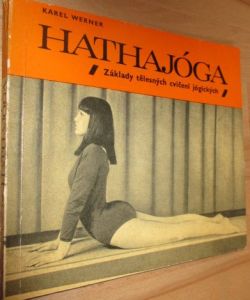 KAREL WERNER
HATHAJÓGA
Základy tělesných cvičení jógických